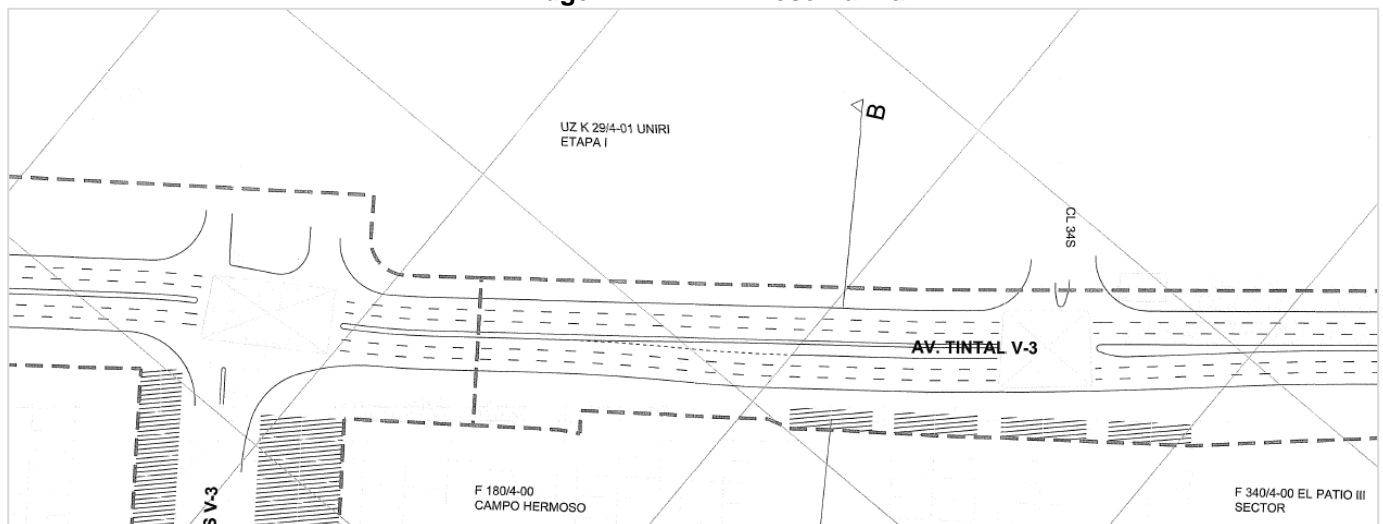 B
UZ K 29/4-01 UNIRI
ETAPA I
CL 34S
AV. TINTAL V-3
F 180/4-00
CAMPO HERMOSO
F 340/4-00 EL PATIO III
SECTOR
S V-3